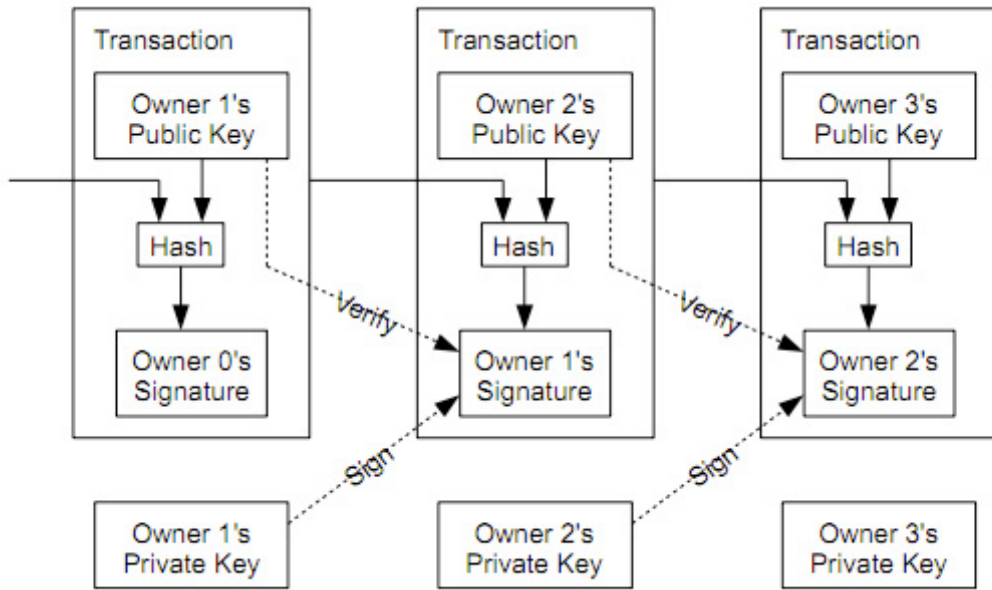 Transaction
Transaction
Transaction
Owner 1's
Public Key
Owner 2's
Public Key
Owner 3's
Public Key
Hash
Hash
Hash
Verify
Verify
Owner 0's
Signature
Owner 1's
Signature
Owner 2's
Signature
Sign
Sign
Owner 1's
Private Key
Owner 2's
Private Key
Owner 3's
Private Key